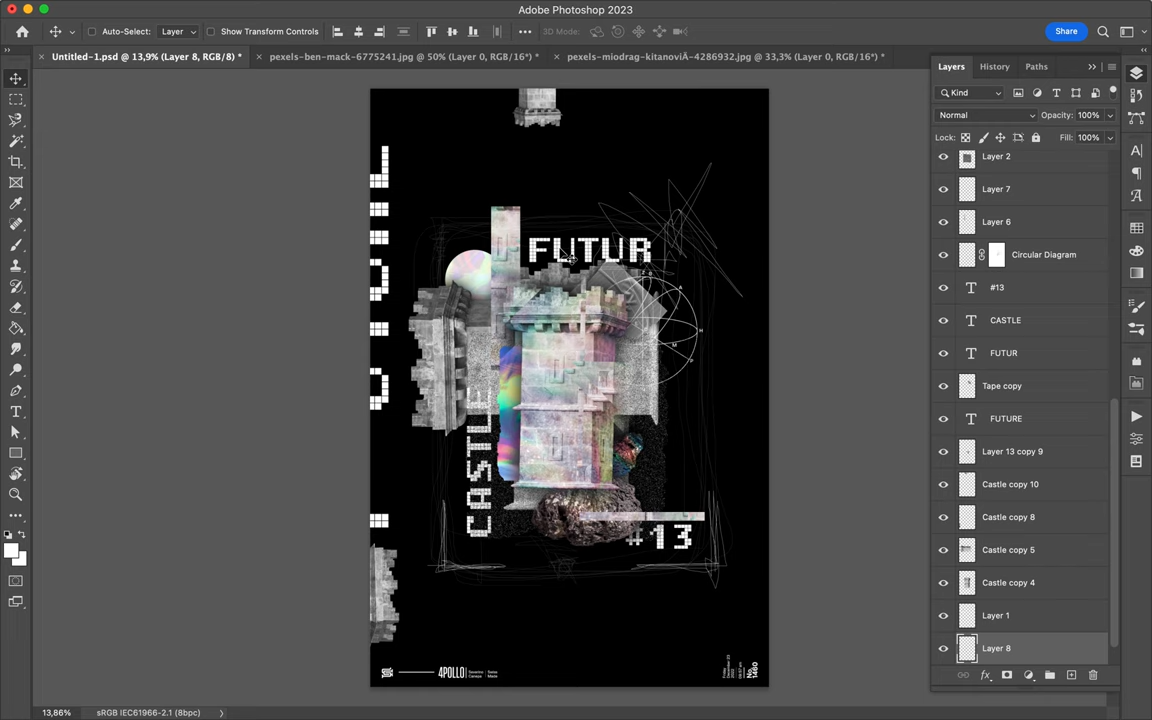 Adobe Photoshop 2023
Auto-Select: Layer Show Transform Controls 3D Mode: Share
Untitled-1.psd @ 13,9% (Layer 8, RGB/8) * pexels-ben-mack-6775241.jpg @ 50% (Layer 0, RGB/16*) * pexels-miodrag-kitanoviÄ-4286932.jpg @ 33,3% (Layer 0, RGB/16*) *
Layers History Paths
Kind
Normal Opacity: 100%
Lock: Fill: 100%
Layer 2
Layer 7
Layer 6
Circular Diagram
#13
CASTLE
FUTUR
Tape copy
FUTURE
Layer 13 copy 9
Castle copy 10
Castle copy 8
Castle copy 5
Castle copy 4
Layer 1
Layer 8
FUTUR
CASTLE
#13
4POLLO
No. 1460
13,86% sRGB IEC61966-2.1 (8bpc)